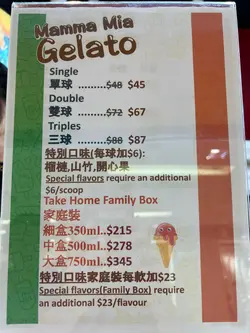 Mamma Mia
Gelato
Single
單球 .........$48 $45
Double
雙球 .........$72 $67
Triples
三球 .........$88 $87
特別口味(每球加$6):
榴槤,山竹,開心果
Special flavors require an additional
$6/scoop
Take Home Family Box
家庭裝
細盒350ml..$215
中盒500ml..$278
大盒750ml..$345
特別口味家庭裝每款加$23
Special flavors(Family Box) require
an additional $23/flavour